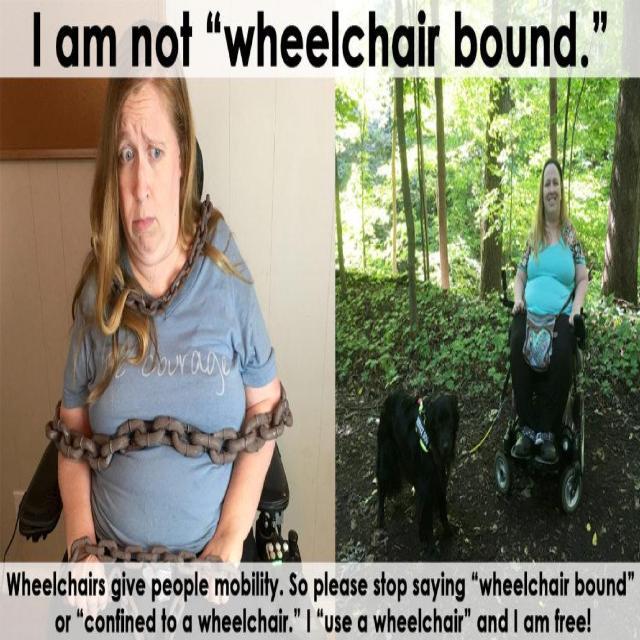 I am not “wheelchair bound.”
courage
Wheelchairs give people mobility. So please stop saying “wheelchair bound”
or “confined to a wheelchair.” I “use a wheelchair” and I am free!